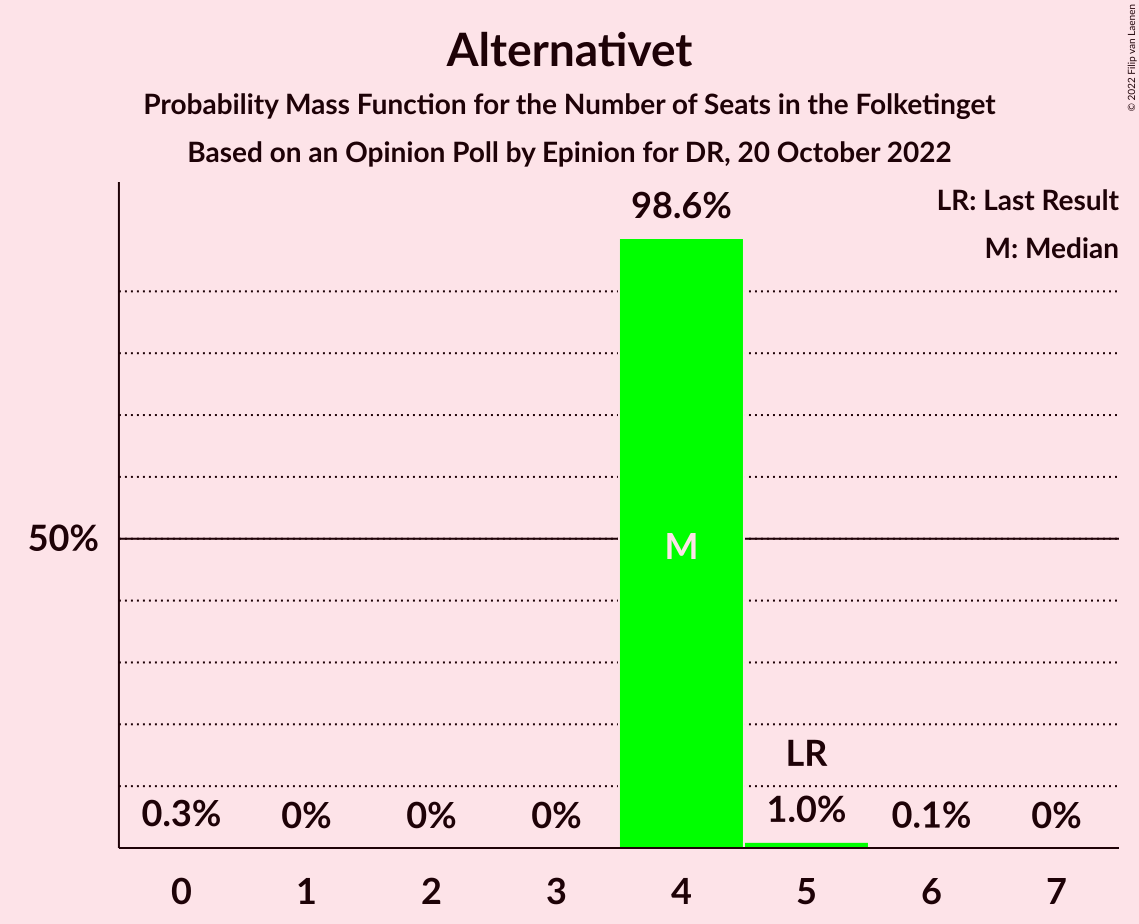 Alternativet
Probability Mass Function for the Number of Seats in the Folketinget
Based on an Opinion Poll by Epinion for DR, 20 October 2022
© 2022 Filip van Laenen
LR: Last Result
M: Median
98.6%
50%
M
LR
0.3%
0%
0%
0%
1.0%
0.1%
0%
0
1
2
3
4
5
6
7